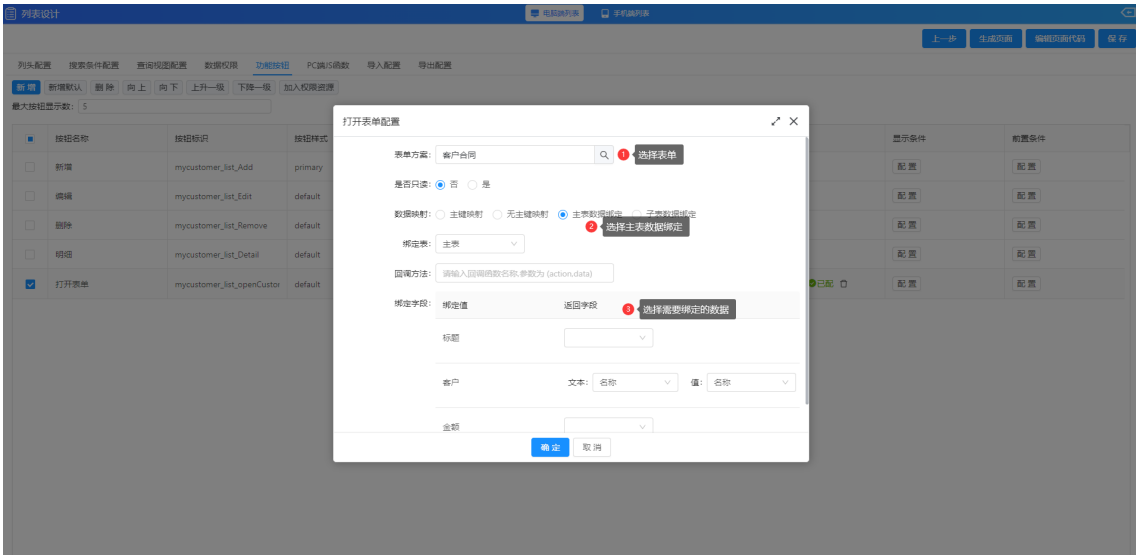 列表设计
电脑端列表
手机端列表
上一步
生成页面
编辑页面代码
保存
列头配置
搜索条件配置
查询视图配置
数据权限
功能按钮
PC端JS函数
导入配置
导出配置
新增
新增默认
删除
向上
向下
上升一级
下降一级
加入权限资源
最大按钮显示数: 5
按钮名称
按钮标识
按钮样式
显示条件
前置条件
新增
mycustomer_list_Add
primary
配置
配置
编辑
mycustomer_list_Edit
default
配置
配置
删除
mycustomer_list_Remove
default
配置
配置
明细
mycustomer_list_Detail
default
配置
配置
打开表单
mycustomer_list_openCustor
default
已配
配置
配置
打开表单配置
表单方案: 客户合同
1 选择表单
是否只读: 否 是
数据映射: 主键映射 无主键映射 主表数据绑定 子表数据绑定
2 选择主表数据绑定
绑定表: 主表
回调方法: 请输入回调函数名称,参数为 (action,data)
绑定字段: 绑定值 返回字段
3 选择需要绑定的数据
标题
客户 文本: 名称 值: 名称
金额
确定 取消